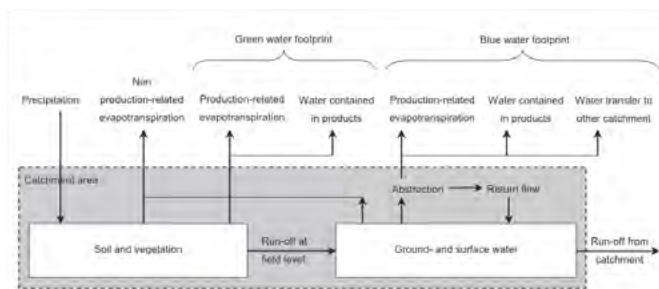 Green water footprint
Blue water footprint
Non
Precipitation
production-related
evapotranspiration
Production-related
evapotranspiration
Water contained
in products
Production-related
evapotranspiration
Water contained
in products
Water transfer to
other catchment
Catchment area
Abstraction
Return flow
Soil and vegetation
Run-off at
field level
Ground- and surface water
Run-off from
catchment